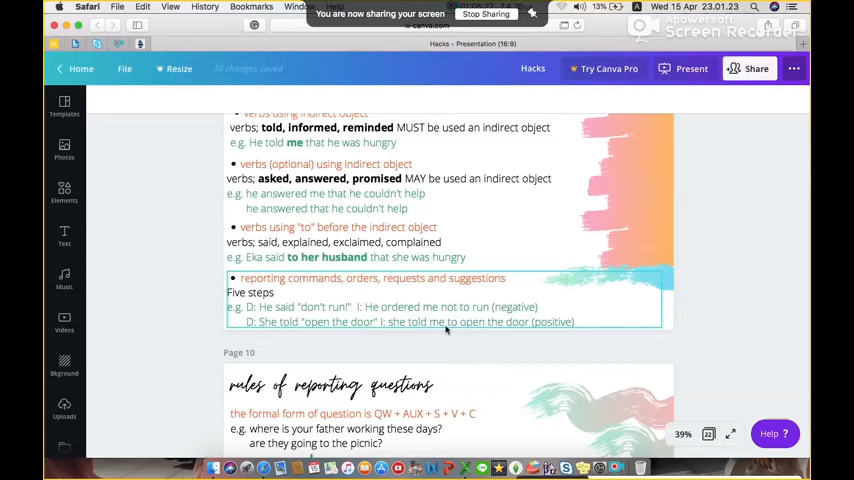 Safari File Edit View History Bookmarks Window
You are now sharing your screen Stop Sharing
13% Wed 15 Apr 23.01.23
Apowersoft
Screen Recorder
canva.com
Hacks - Presentation (16:9)
Home File Resize All changes saved Hacks Try Canva Pro Present Share
Templates
Photos
Elements
Text
Music
Videos
Bkground
Uploads
verbs using indirect object
verbs; told, informed, reminded MUST be used an indirect object
e.g. He told me that he was hungry
• verbs (optional) using indirect object
verbs; asked, answered, promised MAY be used an indirect object
e.g. he answered me that he couldn't help
he answered that he couldn't help
• verbs using "to" before the indirect object
verbs; said, explained, exclaimed, complained
e.g. Eka said to her husband that she was hungry
• reporting commands, orders, requests and suggestions
Five steps
e.g. D: He said "don't run!" I: He ordered me not to run (negative)
D: She told "open the door" I: she told me to open the door (positive)
Page 10
rules of reporting questions
the formal form of question is QW + AUX + S + V + C
e.g. where is your father working these days?
are they going to the picnic?
39% 22 Help ?